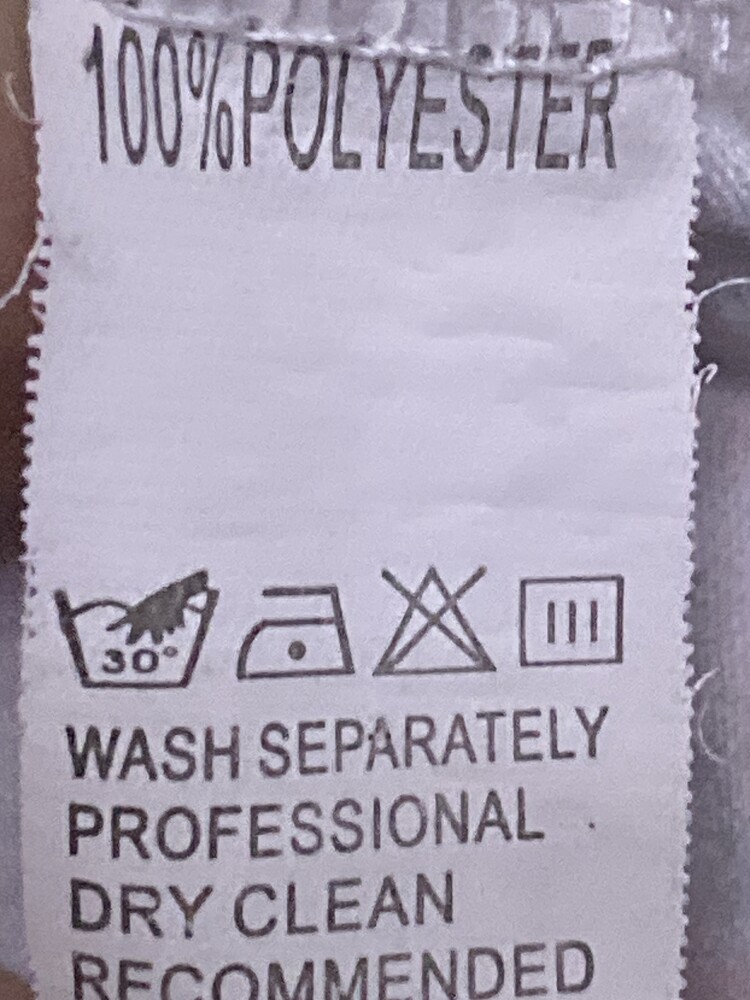 100%POLYESTER
30°
WASH SEPARATELY
PROFESSIONAL
DRY CLEAN
RECOMMENDED